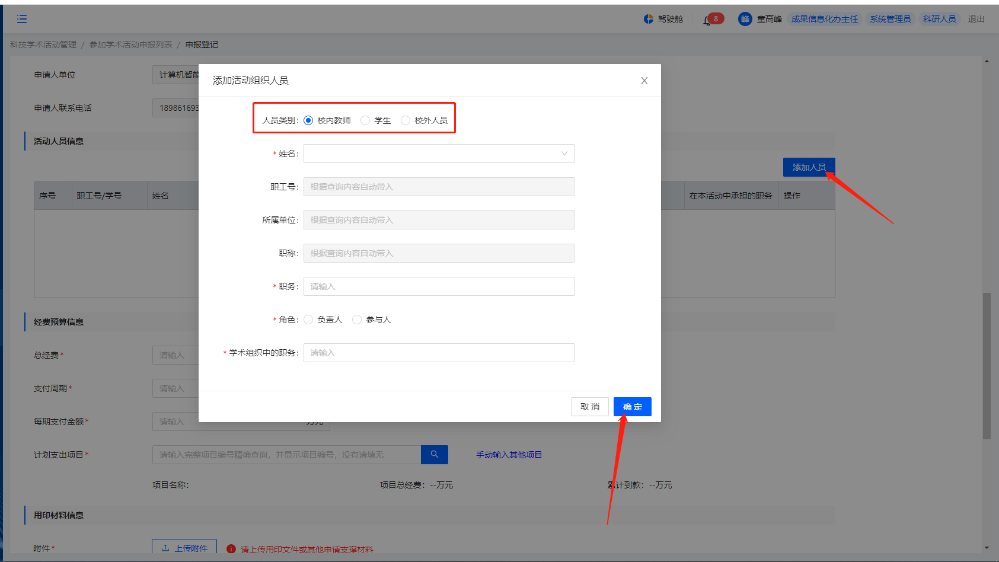 驾驶舱 8 峰 童高峰 成果信息化办主任 系统管理员 科研人员 退出
科技学术活动管理 / 参加学术活动申报列表 / 申报登记
申请人单位 计算机智能
申请人联系电话 189861693
活动人员信息
添加人员
序号 职工号/学号 姓名 在本活动中承担的职务 操作
添加活动组织人员
人员类别: 校内教师 学生 校外人员
* 姓名:
职工号: 根据查询内容自动带入
所属单位: 根据查询内容自动带入
职称: 根据查询内容自动带入
* 职务: 请输入
* 角色: 负责人 参与人
* 学术组织中的职务: 请输入
取 消 确 定
经费预算信息
总经费* 请输入
支付周期* 请输入
每期支付金额* 请输入 万元
计划支出项目* 请输入完整项目编号精确查询，并显示项目编号，没有请填无 手动输入其他项目
项目名称: 项目总经费: --万元 累计到款: --万元
用印材料信息
附件* 上传附件 请上传用印文件或其他申请支撑材料